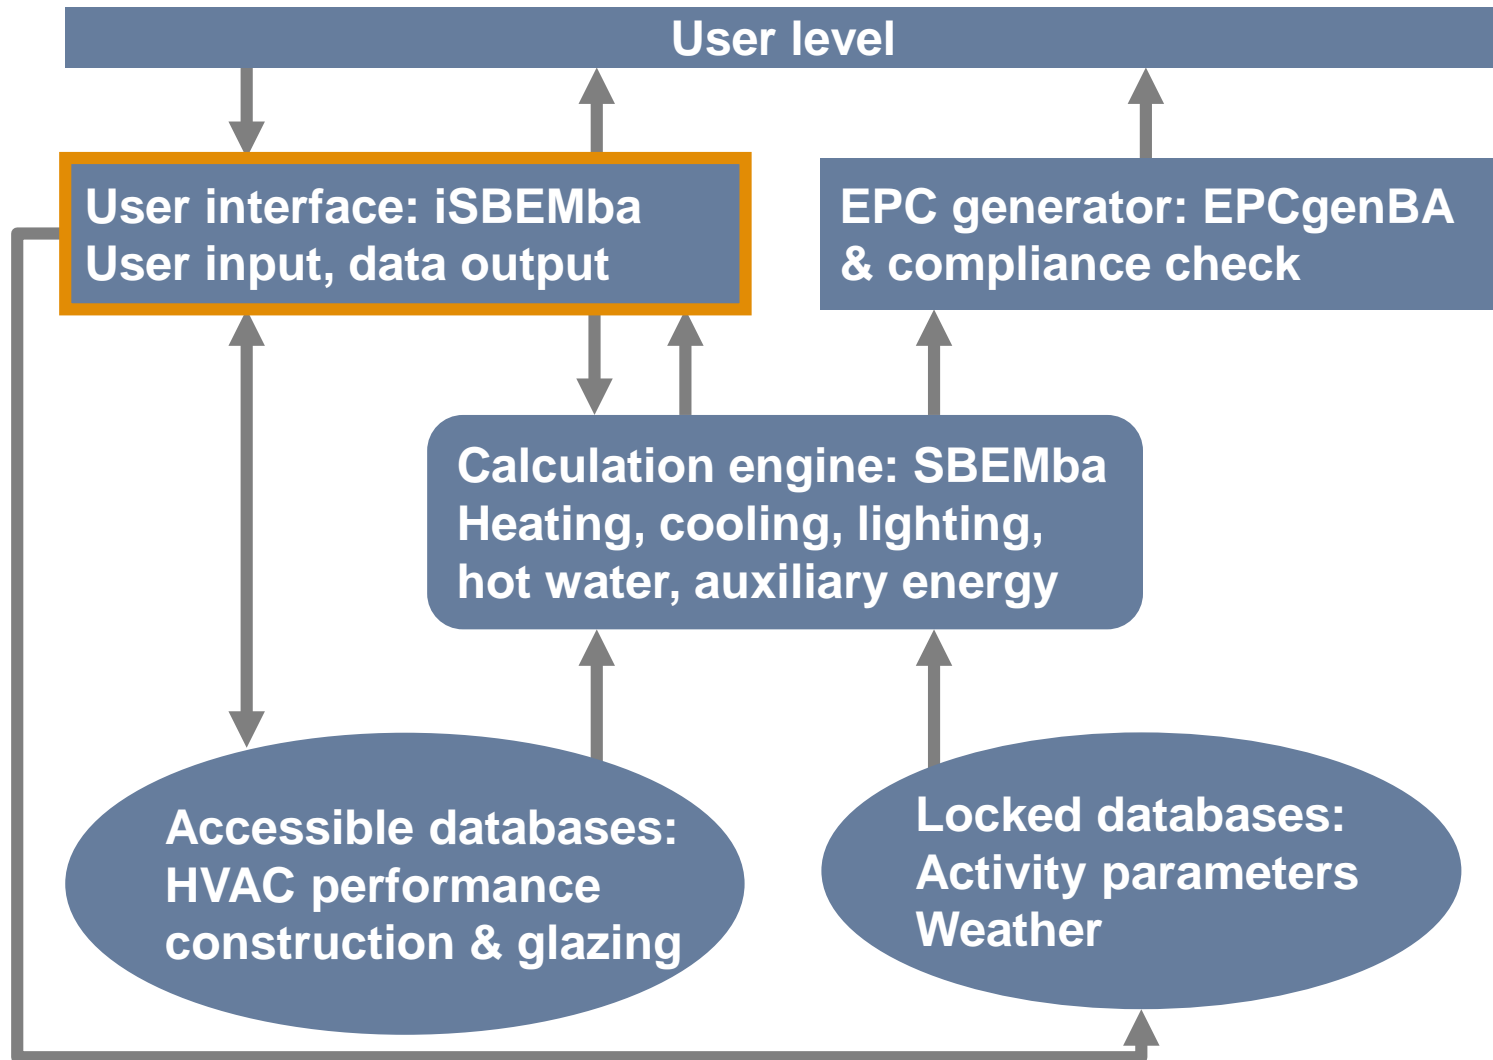 User level
User interface: iSBEMba
User input, data output
EPC generator: EPCgenBA
& compliance check
Calculation engine: SBEMba
Heating, cooling, lighting,
hot water, auxiliary energy
Accessible databases:
HVAC performance
construction & glazing
Locked databases:
Activity parameters
Weather